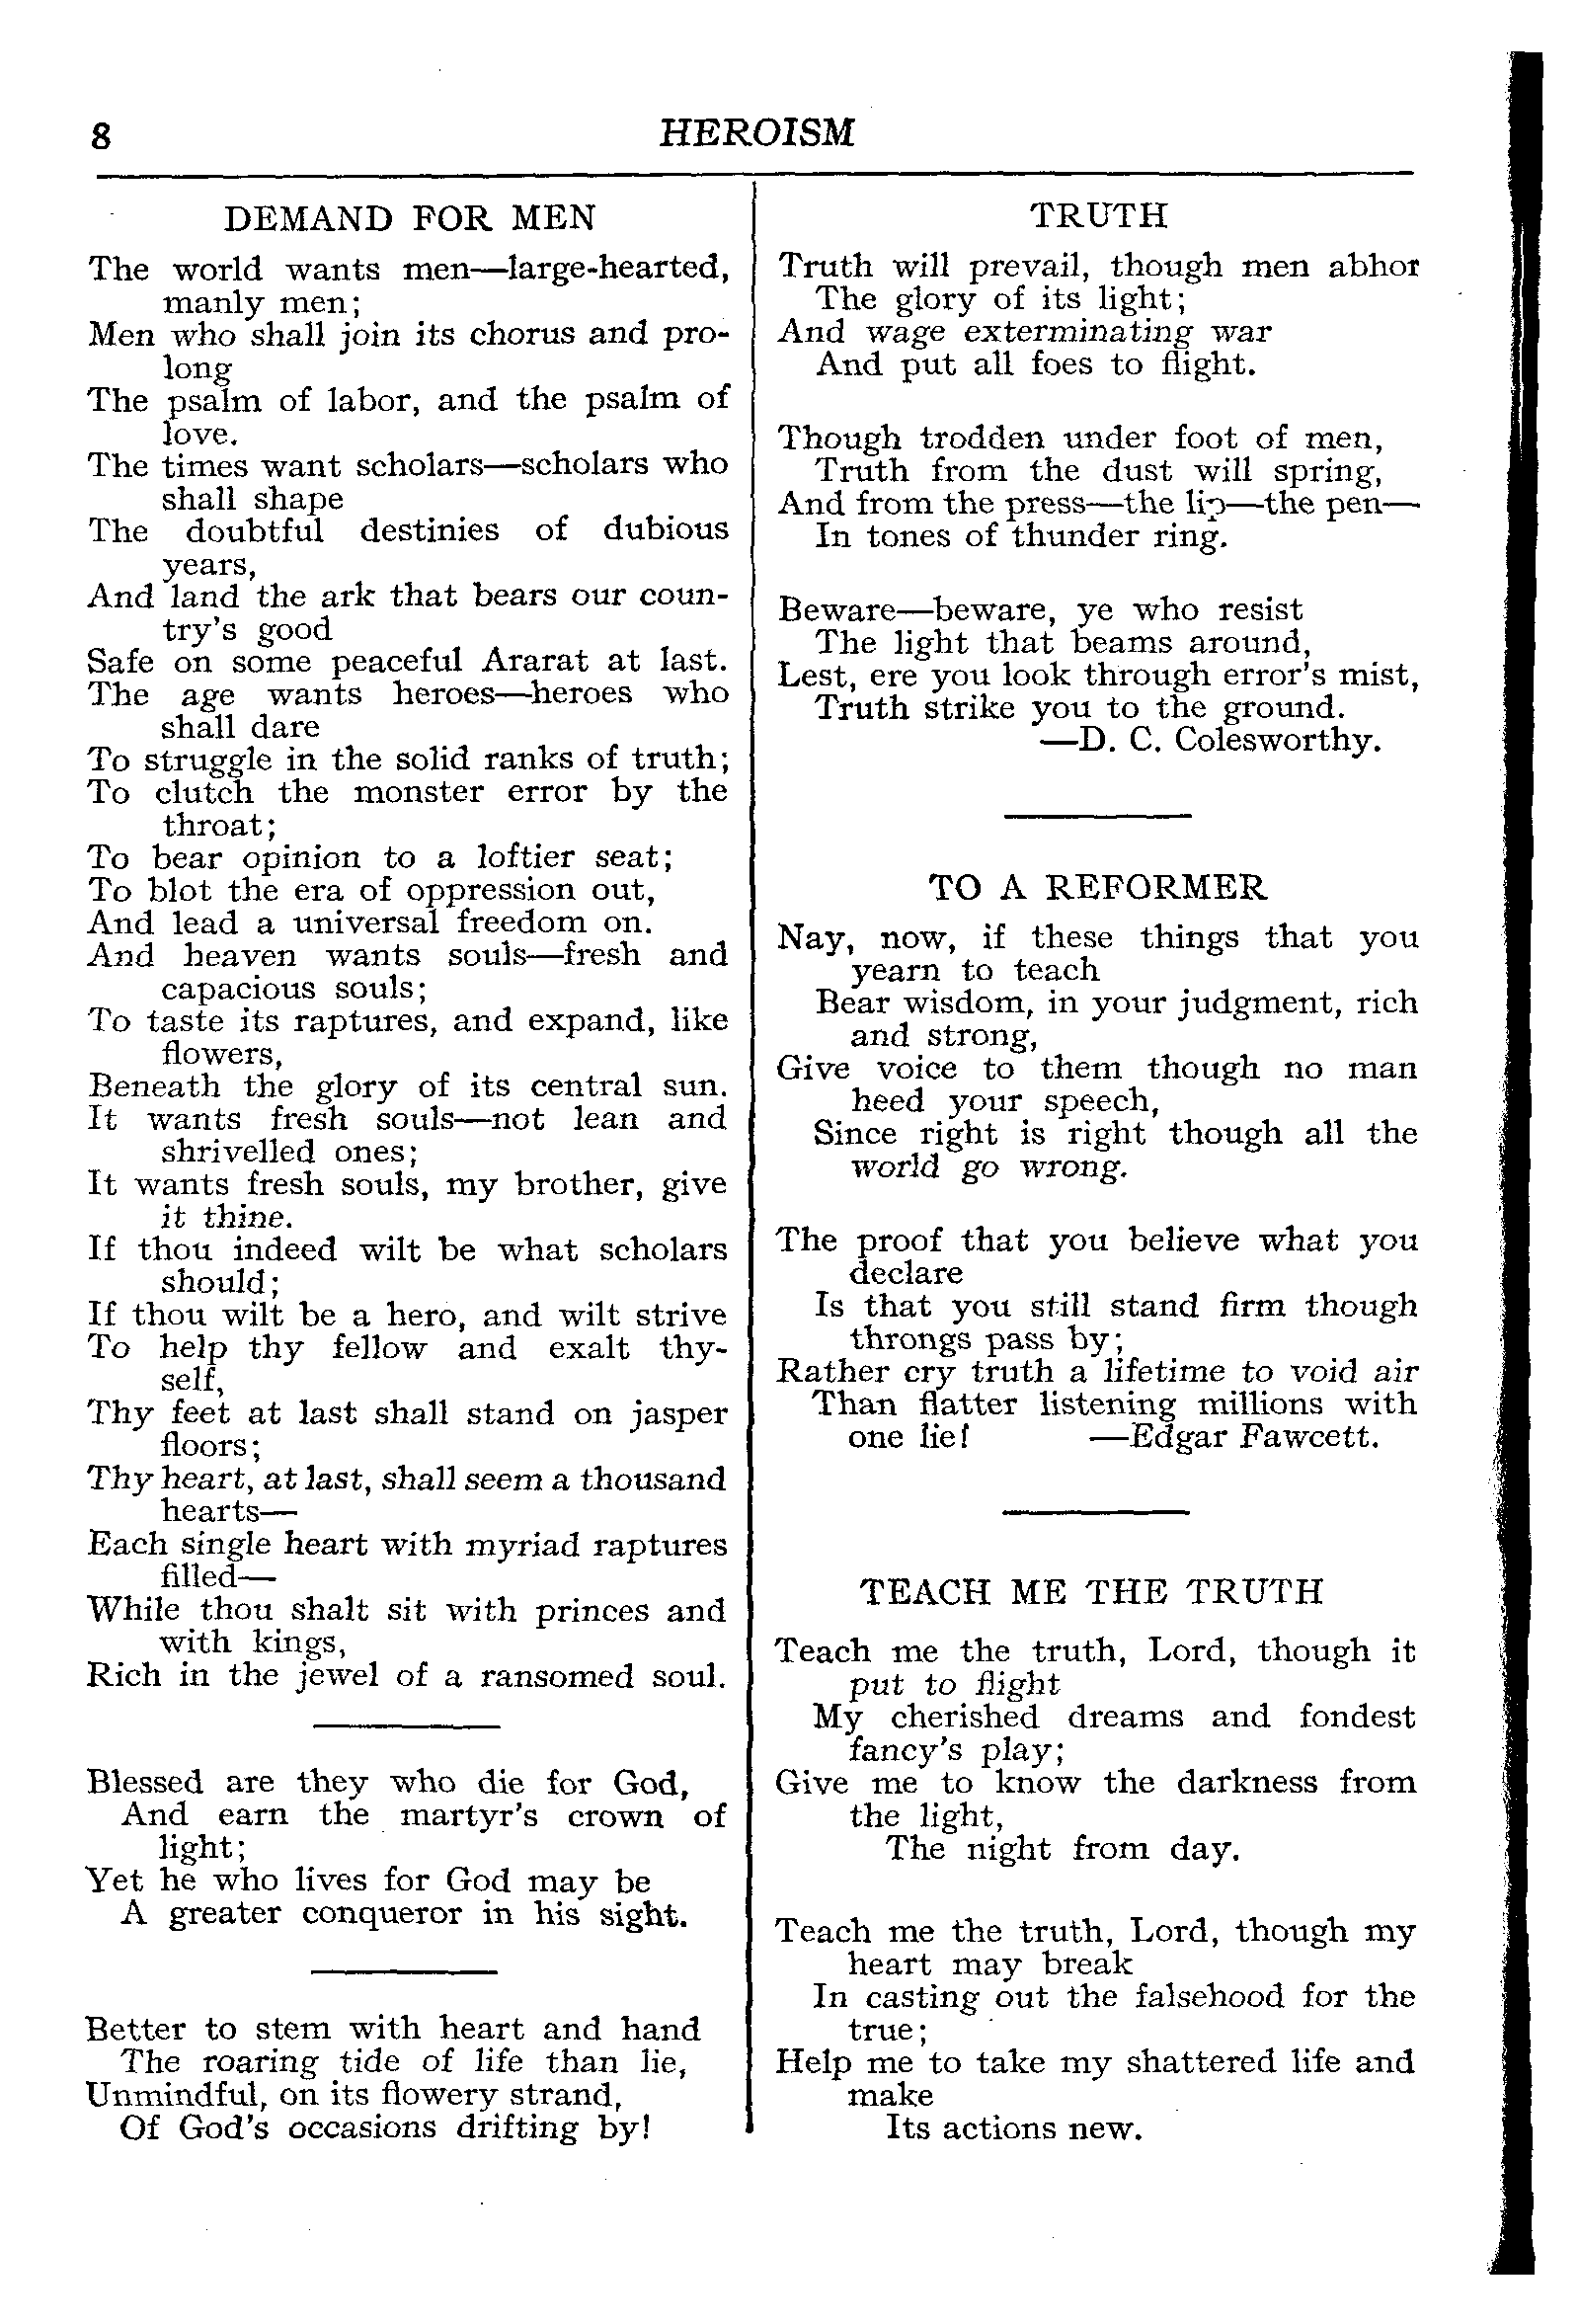 8
HEROISM
DEMAND FOR MEN
The world wants men—large-hearted,
manly men;
Men who shall join its chorus and pro-
long
The psalm of labor, and the psalm of
love.
The times want scholars—scholars who
shall shape
The doubtful destinies of dubious
years,
And land the ark that bears our coun-
try's good
Safe on some peaceful Ararat at last.
The age wants heroes—heroes who
shall dare
To struggle in the solid ranks of truth;
To clutch the monster error by the
throat;
To bear opinion to a loftier seat;
To blot the era of oppression out,
And lead a universal freedom on.
And heaven wants souls—fresh and
capacious souls;
To taste its raptures, and expand, like
flowers,
Beneath the glory of its central sun.
It wants fresh souls—not lean and
shrivelled ones;
It wants fresh souls, my brother, give
it thine.
If thou indeed wilt be what scholars
should;
If thou wilt be a hero, and wilt strive
To help thy fellow and exalt thy-
self,
Thy feet at last shall stand on jasper
floors;
Thy heart, at last, shall seem a thousand
hearts—
Each single heart with myriad raptures
filled—
While thou shalt sit with princes and
with kings,
Rich in the jewel of a ransomed soul.
Blessed are they who die for God,
And earn the martyr's crown of
light;
Yet he who lives for God may be
A greater conqueror in his sight.
Better to stem with heart and hand
The roaring tide of life than lie,
Unmindful, on its flowery strand,
Of God's occasions drifting by!
TRUTH
Truth will prevail, though men abhor
The glory of its light;
And wage exterminating war
And put all foes to flight.
Though trodden under foot of men,
Truth from the dust will spring,
And from the press—the lip—the pen—
In tones of thunder ring.
Beware—beware, ye who resist
The light that beams around,
Lest, ere you look through error's mist,
Truth strike you to the ground.
—D. C. Colesworthy.
TO A REFORMER
Nay, now, if these things that you
yearn to teach
Bear wisdom, in your judgment, rich
and strong,
Give voice to them though no man
heed your speech,
Since right is right though all the
world go wrong.
The proof that you believe what you
declare
Is that you still stand firm though
throngs pass by;
Rather cry truth a lifetime to void air
Than flatter listening millions with
one lie! —Edgar Fawcett.
TEACH ME THE TRUTH
Teach me the truth, Lord, though it
put to flight
My cherished dreams and fondest
fancy's play;
Give me to know the darkness from
the light,
The night from day.
Teach me the truth, Lord, though my
heart may break
In casting out the falsehood for the
true;
Help me to take my shattered life and
make
Its actions new.